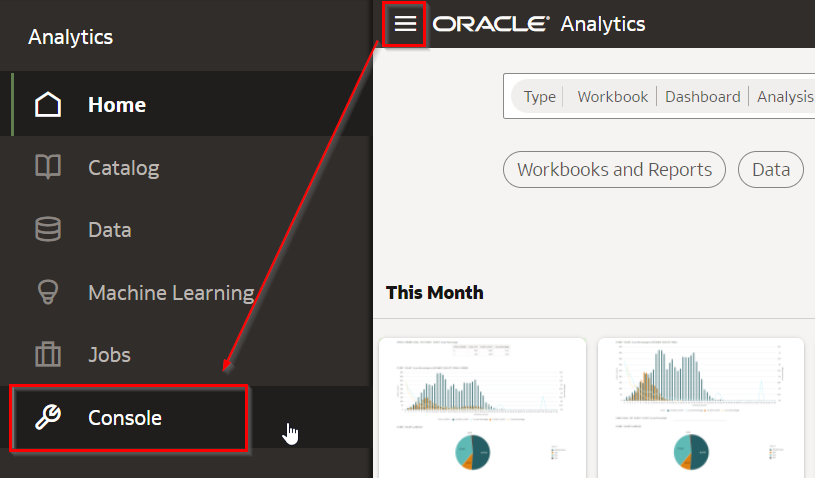 Analytics
Home
Catalog
Data
Machine Learning
Jobs
Console
ORACLE® Analytics
Type Workbook Dashboard Analysis
Workbooks and Reports Data
This Month